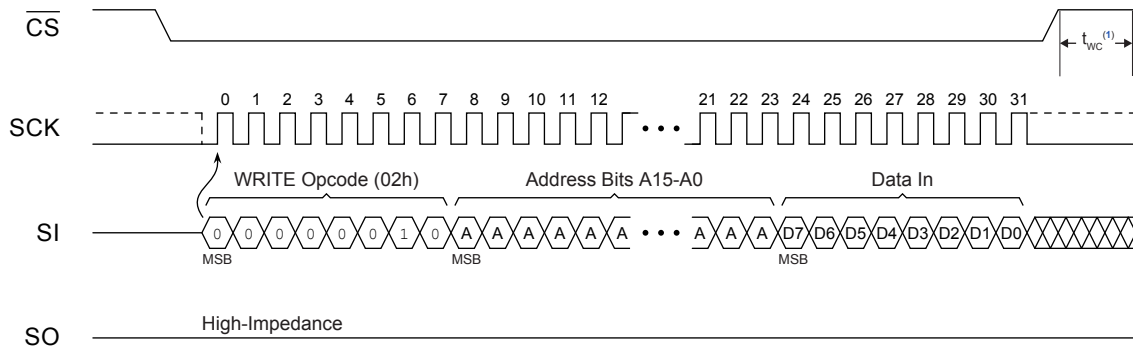 CS
tWC(1)
0 1 2 3 4 5 6 7 8 9 10 11 12 21 22 23 24 25 26 27 28 29 30 31
SCK
WRITE Opcode (02h) Address Bits A15-A0 Data In
SI 0 0 0 0 0 0 1 0 A A A A A A A A A D7 D6 D5 D4 D3 D2 D1 D0
MSB MSB MSB
High-Impedance
SO